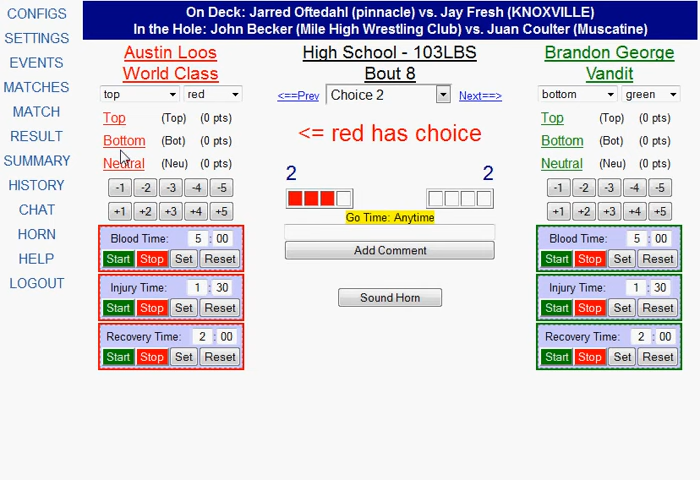 On Deck: Jarred Oftedahl (pinnacle) vs. Jay Fresh (KNOXVILLE)
In the Hole: John Becker (Mile High Wrestling Club) vs. Juan Coulter (Muscatine)
CONFIGS
SETTINGS
EVENTS
MATCHES
MATCH
RESULT
SUMMARY
HISTORY
CHAT
HORN
HELP
LOGOUT
Austin Loos
World Class
top red
Top (Top) (0 pts)
Bottom (Bot) (0 pts)
Neutral (Neu) (0 pts)
-1 -2 -3 -4 -5
+1 +2 +3 +4 +5
Blood Time: 5 : 00
Start Stop Set Reset
Injury Time: 1 : 30
Start Stop Set Reset
Recovery Time: 2 : 00
Start Stop Set Reset
High School - 103LBS
Bout 8
<==Prev Choice 2 Next==>
<= red has choice
2 2
Go Time: Anytime
Add Comment
Sound Horn
Brandon George
Vandit
bottom green
Top (Top) (0 pts)
Bottom (Bot) (0 pts)
Neutral (Neu) (0 pts)
-1 -2 -3 -4 -5
+1 +2 +3 +4 +5
Blood Time: 5 : 00
Start Stop Set Reset
Injury Time: 1 : 30
Start Stop Set Reset
Recovery Time: 2 : 00
Start Stop Set Reset